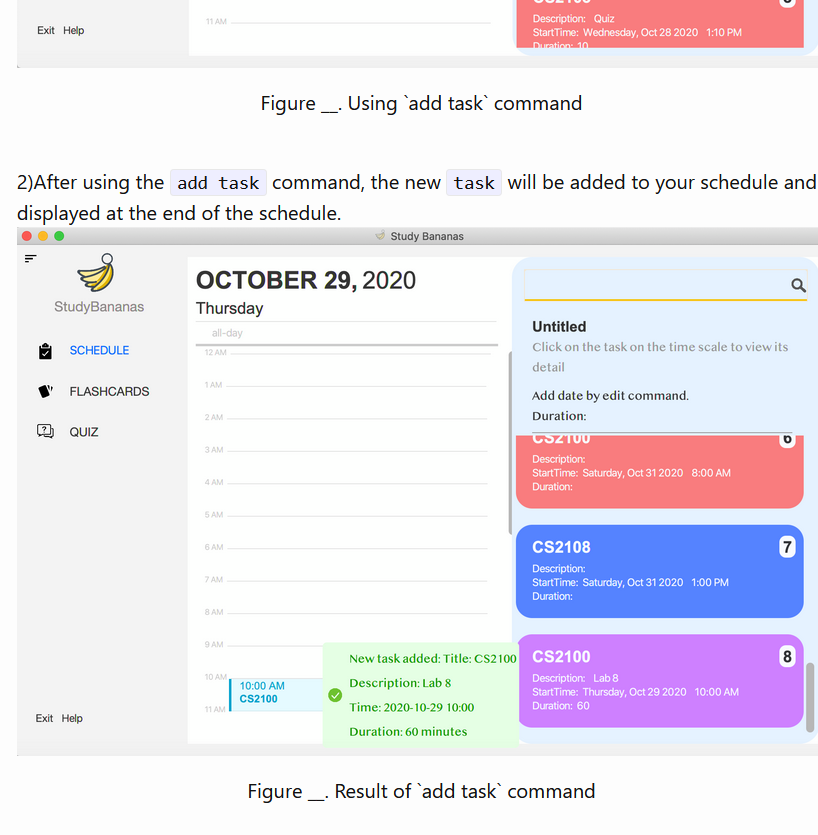 11 AM
Exit Help
Description: Quiz
StartTime: Wednesday, Oct 28 2020 1:10 PM
Duration: 10
Figure __. Using `add task` command
2)After using the add task command, the new task will be added to your schedule and
displayed at the end of the schedule.
Study Bananas
StudyBananas
SCHEDULE
FLASHCARDS
QUIZ
Exit Help
OCTOBER 29, 2020
Thursday
all-day
12 AM
1 AM
2 AM
3 AM
4 AM
5 AM
6 AM
7 AM
8 AM
9 AM
10 AM
11 AM
10:00 AM
CS2100
New task added: Title: CS2100
Description: Lab 8
Time: 2020-10-29 10:00
Duration: 60 minutes
Untitled
Click on the task on the time scale to view its
detail
Add date by edit command.
Duration:
CS2100 6
Description:
StartTime: Saturday, Oct 31 2020 8:00 AM
Duration:
CS2108 7
Description:
StartTime: Saturday, Oct 31 2020 1:00 PM
Duration:
CS2100 8
Description: Lab 8
StartTime: Thursday, Oct 29 2020 10:00 AM
Duration: 60
Figure __. Result of `add task` command